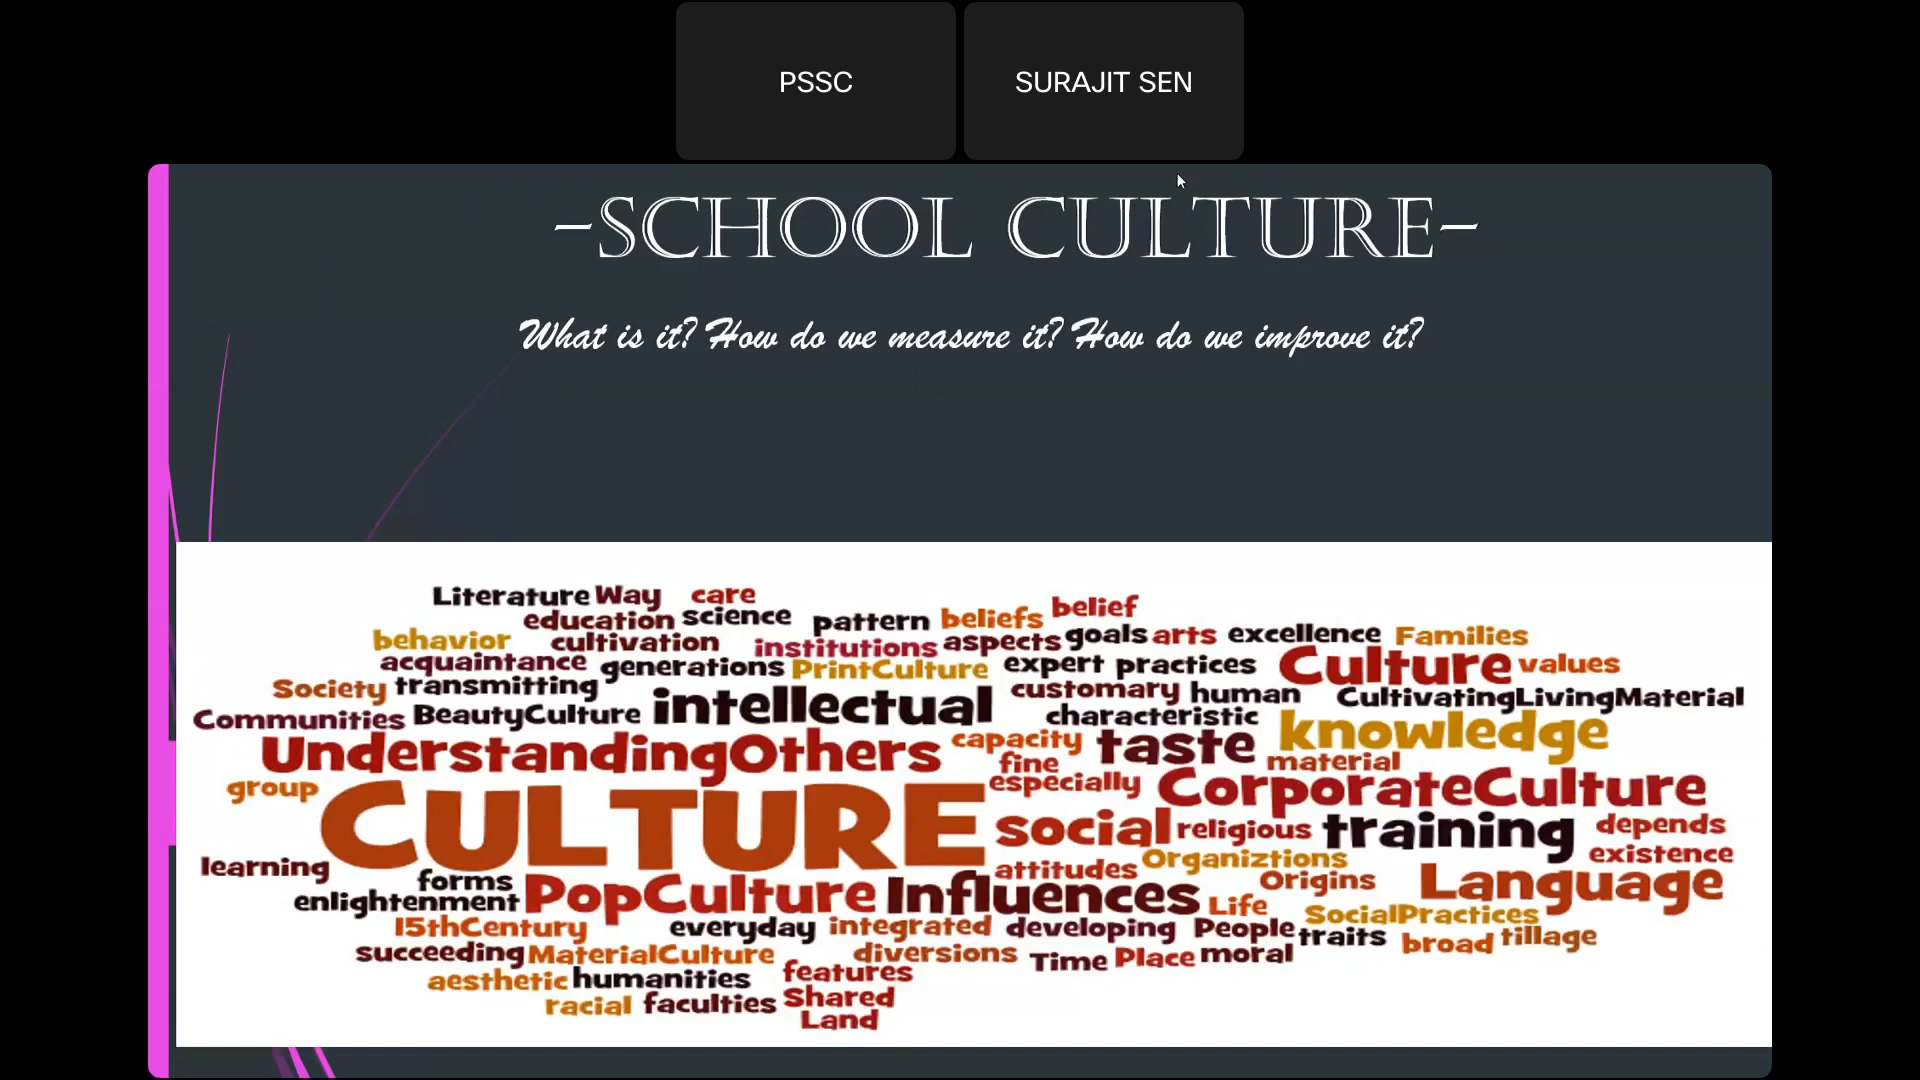 PSSC
SURAJIT SEN
-SCHOOL CULTURE-
What is it? How do we measure it? How do we improve it?
Literature Way care
education science pattern beliefs belief
behavior cultivation institutions aspects goals arts excellence Families
acquaintance generations PrintCulture expert practices Culture values
Society transmitting intellectual customary human CultivatingLivingMaterial
Communities BeautyCulture characteristic knowledge
UnderstandingOthers capacity taste
fine material
group especially CorporateCulture
CULTURE social religious training depends
learning attitudes Organiztions existence
forms Origins Language
enlightenment PopCulture Influences Life SocialPractices
15thCentury everyday integrated developing People traits broad tillage
succeeding MaterialCulture diversions Time Place moral
aesthetic humanities features
racial faculties Shared
Land